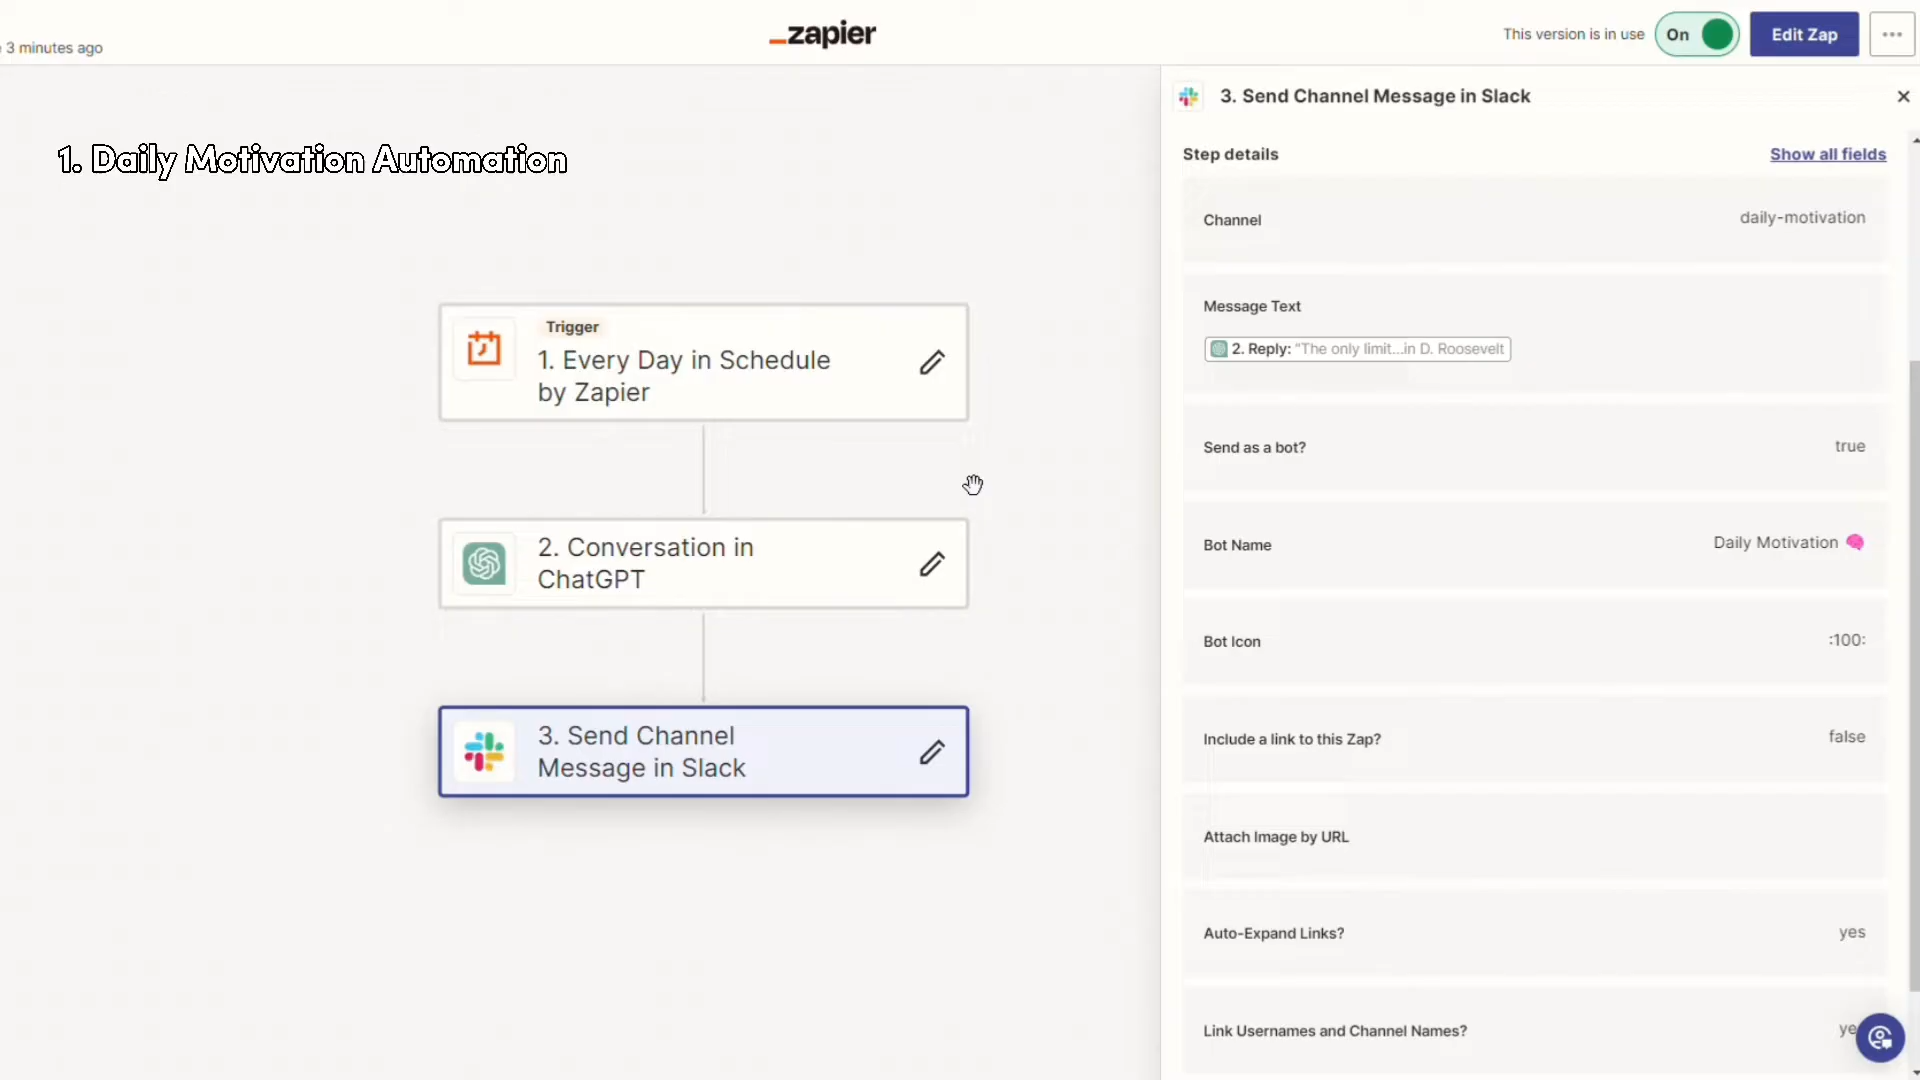 3 minutes ago
zapier
This version is in use
On
Edit Zap
1. Daily Motivation Automation
Trigger
1. Every Day in Schedule
by Zapier
2. Conversation in
ChatGPT
3. Send Channel
Message in Slack
3. Send Channel Message in Slack
Step details
Show all fields
Channel
daily-motivation
Message Text
2. Reply: "The only limit...in D. Roosevelt
Send as a bot?
true
Bot Name
Daily Motivation 🧠
Bot Icon
:100:
Include a link to this Zap?
false
Attach Image by URL
Auto-Expand Links?
yes
Link Usernames and Channel Names?